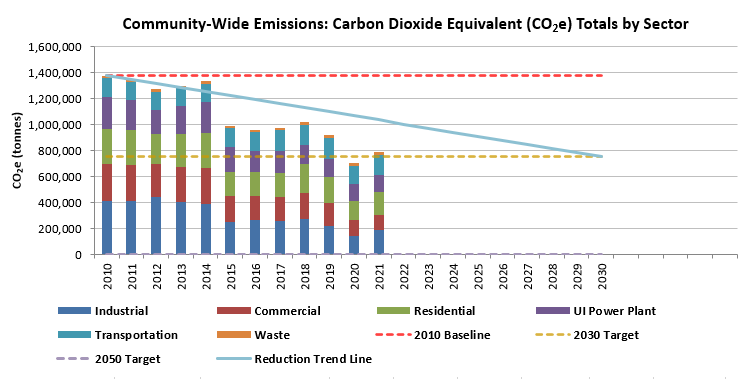 Community-Wide Emissions: Carbon Dioxide Equivalent (CO₂e) Totals by Sector
1,600,000
1,400,000
1,200,000
1,000,000
800,000
600,000
400,000
200,000
0
CO₂e (tonnes)
2010 2011 2012 2013 2014 2015 2016 2017 2018 2019 2020 2021 2022 2023 2024 2025 2026 2027 2028 2029 2030
Industrial Commercial Residential UI Power Plant
Transportation Waste 2010 Baseline 2030 Target
2050 Target Reduction Trend Line